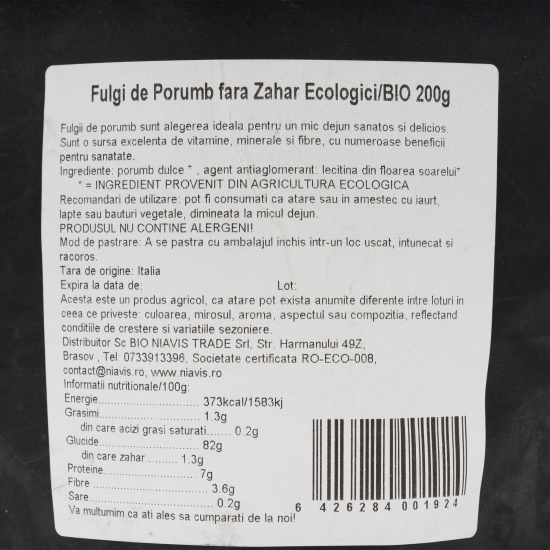 Fulgi de Porumb fara Zahar Ecologici/BIO 200g
Fulgii de porumb sunt alegerea ideala pentru un mic dejun sanatos si delicios.
Sunt o sursa excelenta de vitamine, minerale si fibre, cu numeroase beneficii
pentru sanatate.
Ingrediente: porumb dulce * , agent antiaglomerant: lecitina din floarea soarelui*
* = INGREDIENT PROVENIT DIN AGRICULTURA ECOLOGICA
Recomandari de utilizare: pot fi consumati ca atare sau in amestec cu iaurt,
lapte sau bauturi vegetale, dimineata la micul dejun.
PRODUSUL NU CONTINE ALERGENI!
Mod de pastrare: A se pastra cu ambalajul inchis intr-un loc uscat, intunecat si
racoros.
Tara de origine: Italia
Expira la data de: Lot:
Acesta este un produs agricol, ca atare pot exista anumite diferente intre loturi in
ceea ce priveste: culoarea, mirosul, aroma, aspectul sau compozitia, reflectand
conditiile de crestere si variatiile sezoniere.
Distribuitor Sc BIO NIAVIS TRADE Srl, Str. Harmanului 49Z,
Brasov , Tel: 0733913396, Societate certificata RO-ECO-008,
contact@niavis.ro, www.niavis.ro
Informatii nutritionale/100g:
Energie........................ 373kcal/1583kj
Grasimi........................ 1.3g
din care acizi grasi saturati....... 0.2g
Glucide........................ 82g
din care zahar.......... 1.3g
Proteine........................ 7g
Fibre ........................ 3.6g
Sare........................ 0.2g
Va multumim ca ati ales sa cumparati de la noi!
6 426284 001924